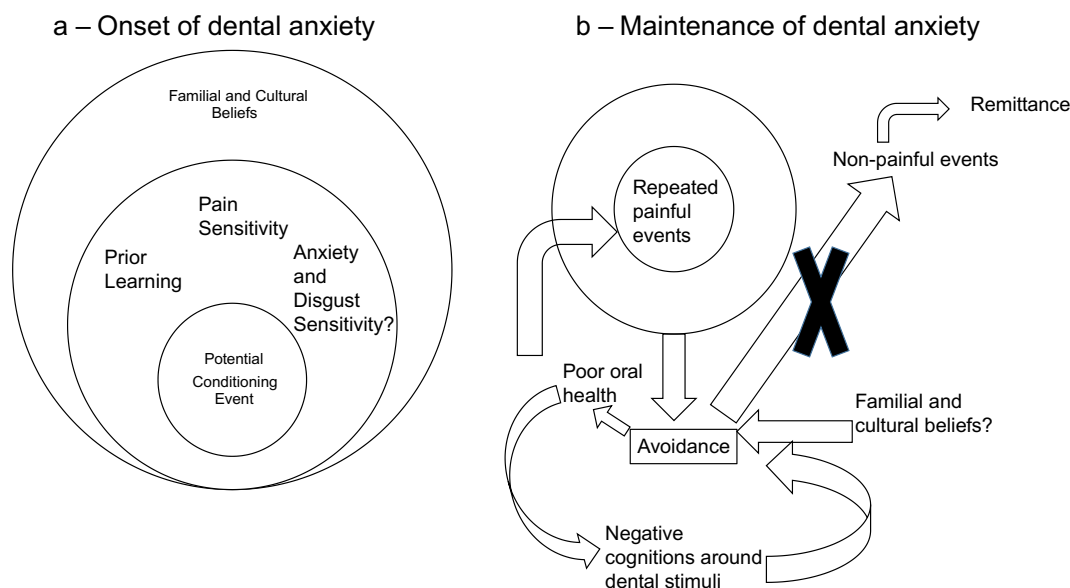 a – Onset of dental anxiety
Familial and Cultural
Beliefs
Pain
Sensitivity
Prior
Learning
Anxiety
and
Disgust
Sensitivity?
Potential
Conditioning
Event
b – Maintenance of dental anxiety
Remittance
Non-painful events
Repeated
painful
events
Poor oral
health
Familial and
cultural beliefs?
Avoidance
Negative
cognitions around
dental stimuli